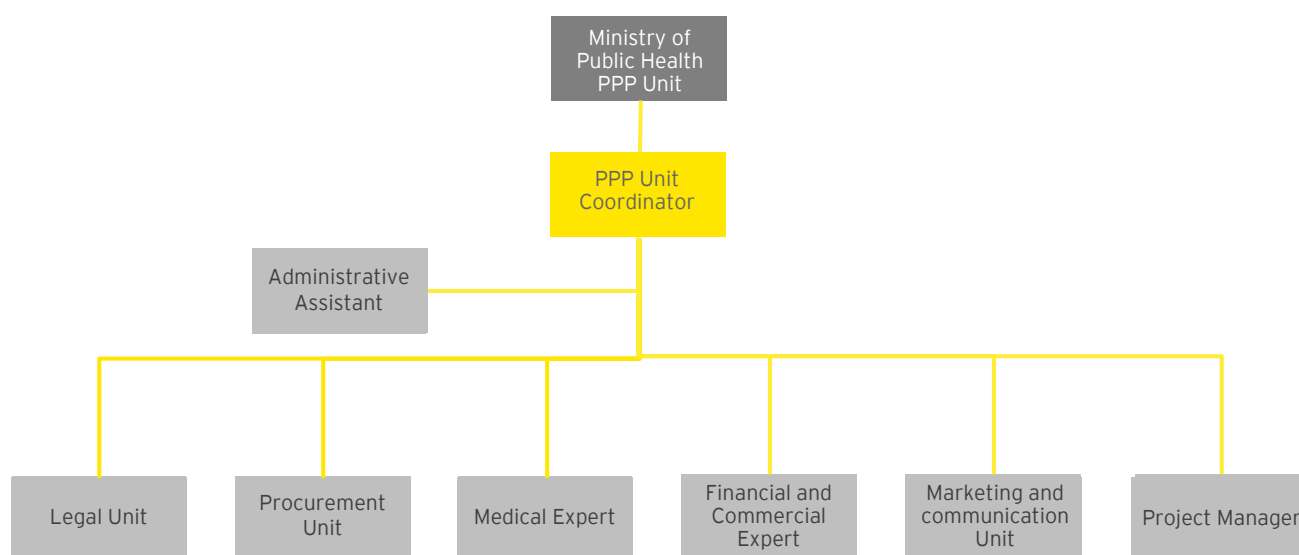 Ministry of
Public Health
PPP Unit
PPP Unit
Coordinator
Administrative
Assistant
Legal Unit
Procurement
Unit
Medical Expert
Financial and
Commercial
Expert
Marketing and
communication
Unit
Project Manager